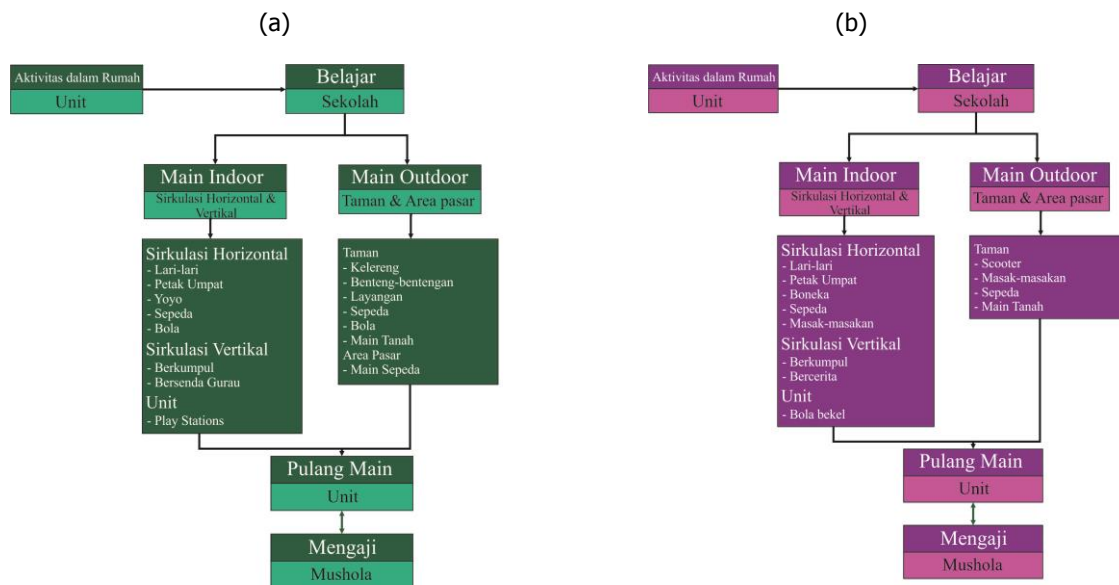 (a)
Aktivitas dalam Rumah
Unit
Belajar
Sekolah
Main Indoor
Sirkulasi Horizontal &
Vertikal
Main Outdoor
Taman & Area pasar
Sirkulasi Horizontal
- Lari-lari
- Petak Umpat
- Yoyo
- Sepeda
- Bola
Sirkulasi Vertikal
- Berkumpul
- Bersenda Gurau
Unit
- Play Stations
Taman
- Kelereng
- Benteng-bentengan
- Layangan
- Sepeda
- Bola
- Main Tanah
Area Pasar
- Main Sepeda
Pulang Main
Unit
Mengaji
Mushola
(b)
Aktivitas dalam Rumah
Unit
Belajar
Sekolah
Main Indoor
Sirkulasi Horizontal &
Vertikal
Main Outdoor
Taman & Area pasar
Sirkulasi Horizontal
- Lari-lari
- Petak Umpat
- Boneka
- Sepeda
- Masak-masakan
Sirkulasi Vertikal
- Berkumpul
- Bercerita
Unit
- Bola bekel
Taman
- Scooter
- Masak-masakan
- Sepeda
- Main Tanah
Pulang Main
Unit
Mengaji
Mushola